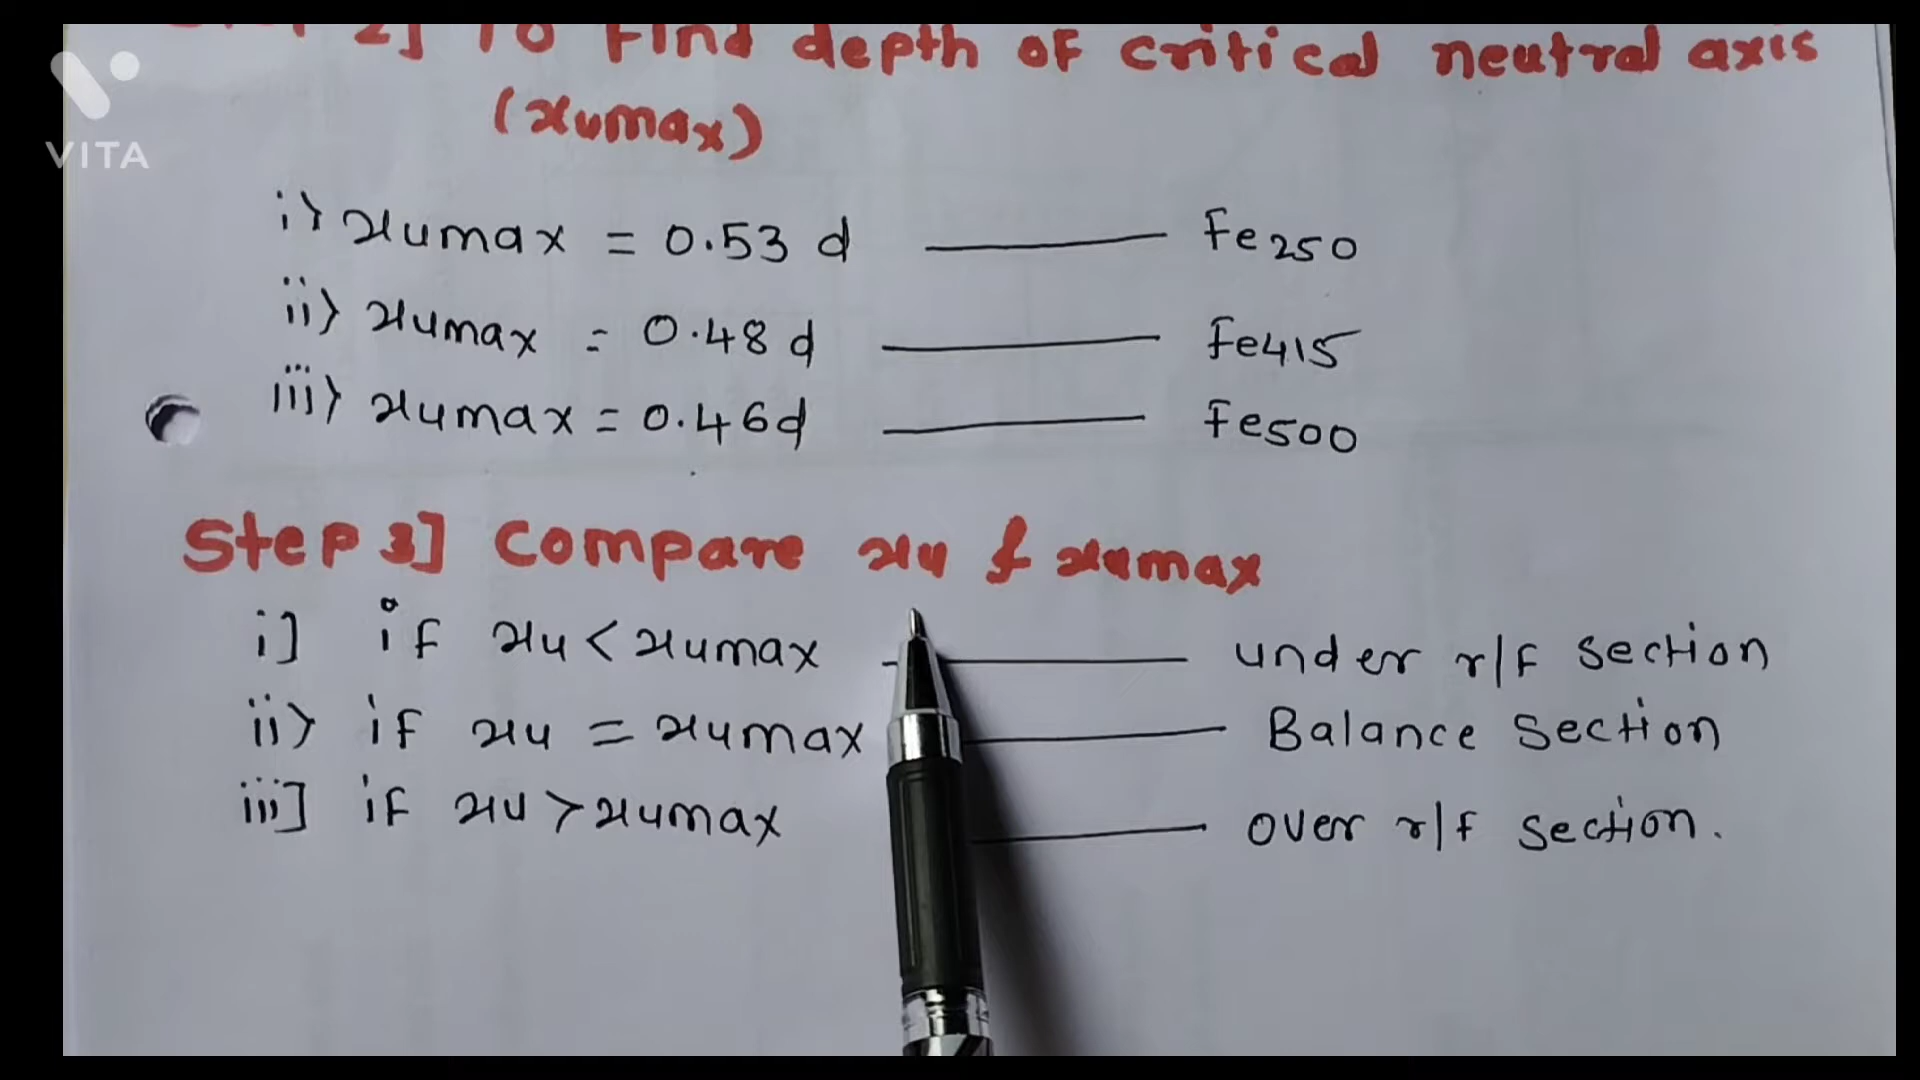 2] To Find depth of critical neutral axis
(xumax)
VITA
i) xumax = 0.53 d Fe250
ii) xumax = 0.48 d Fe415
iii) xumax = 0.46d Fe500
Step 3] Compare xu & xumax
i] if xu < xumax under r/f section
ii) if xu = xumax Balance section
iii] if xu > xumax over r/f section.